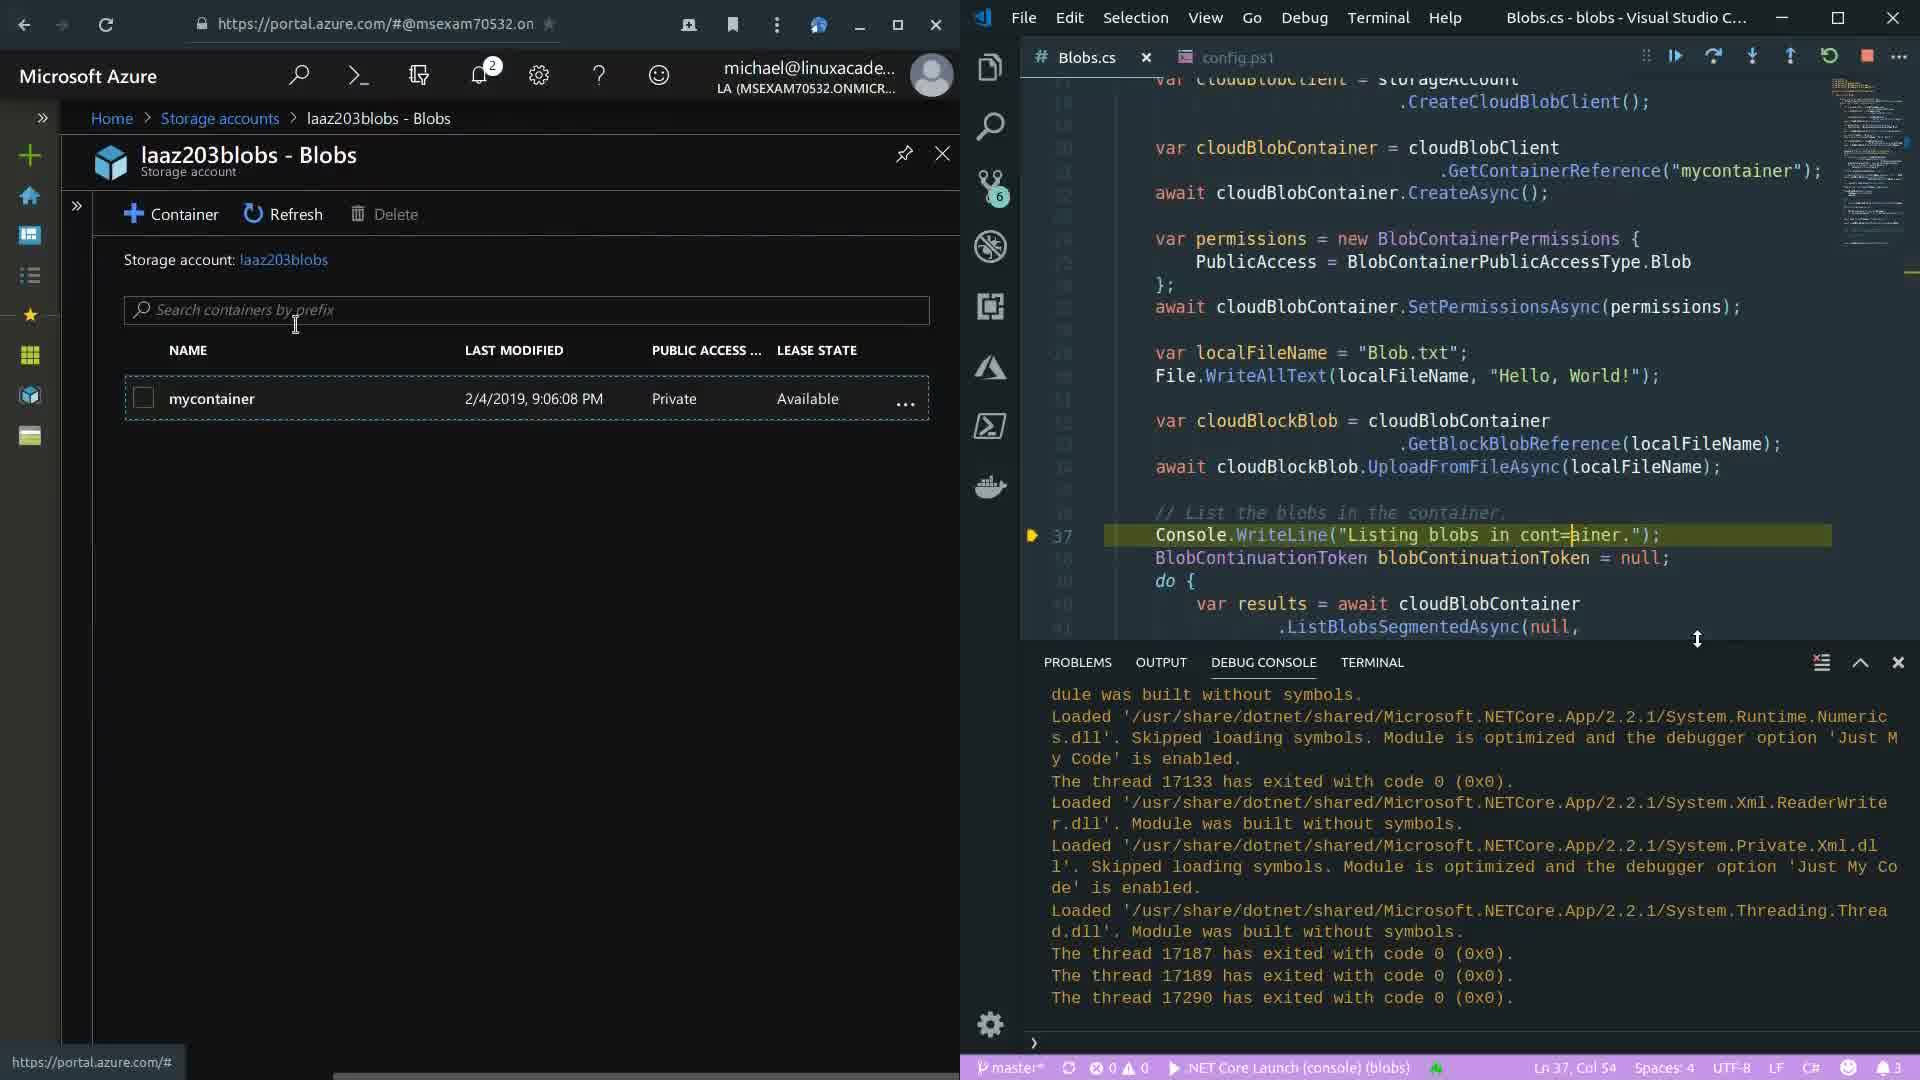 https://portal.azure.com/#@msexam70532.on
Microsoft Azure
2
michael@linuxacade...
LA (MSEXAM70532.ONMICR...
Home > Storage accounts > laaz203blobs - Blobs
laaz203blobs - Blobs
Storage account
Container
Refresh
Delete
Storage account: laaz203blobs
Search containers by prefix
NAME LAST MODIFIED PUBLIC ACCESS ... LEASE STATE
mycontainer 2/4/2019, 9:06:08 PM Private Available ...
https://portal.azure.com/#
File Edit Selection View Go Debug Terminal Help Blobs.cs - blobs - Visual Studio C...
# Blobs.cs
config.ps1
6
var cloudBlobClient = storageAccount
.CreateCloudBlobClient();
var cloudBlobContainer = cloudBlobClient
.GetContainerReference("mycontainer");
await cloudBlobContainer.CreateAsync();
var permissions = new BlobContainerPermissions {
PublicAccess = BlobContainerPublicAccessType.Blob
};
await cloudBlobContainer.SetPermissionsAsync(permissions);
var localFileName = "Blob.txt";
File.WriteAllText(localFileName, "Hello, World!");
var cloudBlockBlob = cloudBlobContainer
.GetBlockBlobReference(localFileName);
await cloudBlockBlob.UploadFromFileAsync(localFileName);
// List the blobs in the container.
37 Console.WriteLine("Listing blobs in cont=ainer.");
BlobContinuationToken blobContinuationToken = null;
do {
var results = await cloudBlobContainer
.ListBlobsSegmentedAsync(null,
PROBLEMS OUTPUT DEBUG CONSOLE TERMINAL
dule was built without symbols.
Loaded '/usr/share/dotnet/shared/Microsoft.NETCore.App/2.2.1/System.Runtime.Numeric
s.dll'. Skipped loading symbols. Module is optimized and the debugger option 'Just M
y Code' is enabled.
The thread 17133 has exited with code 0 (0x0).
Loaded '/usr/share/dotnet/shared/Microsoft.NETCore.App/2.2.1/System.Xml.ReaderWrite
r.dll'. Module was built without symbols.
Loaded '/usr/share/dotnet/shared/Microsoft.NETCore.App/2.2.1/System.Private.Xml.dl
l'. Skipped loading symbols. Module is optimized and the debugger option 'Just My Co
de' is enabled.
Loaded '/usr/share/dotnet/shared/Microsoft.NETCore.App/2.2.1/System.Threading.Threa
d.dll'. Module was built without symbols.
The thread 17187 has exited with code 0 (0x0).
The thread 17189 has exited with code 0 (0x0).
The thread 17290 has exited with code 0 (0x0).
master* 0 0 .NET Core Launch (console) (blobs) Ln 37, Col 54 Spaces: 4 UTF-8 LF C# 3